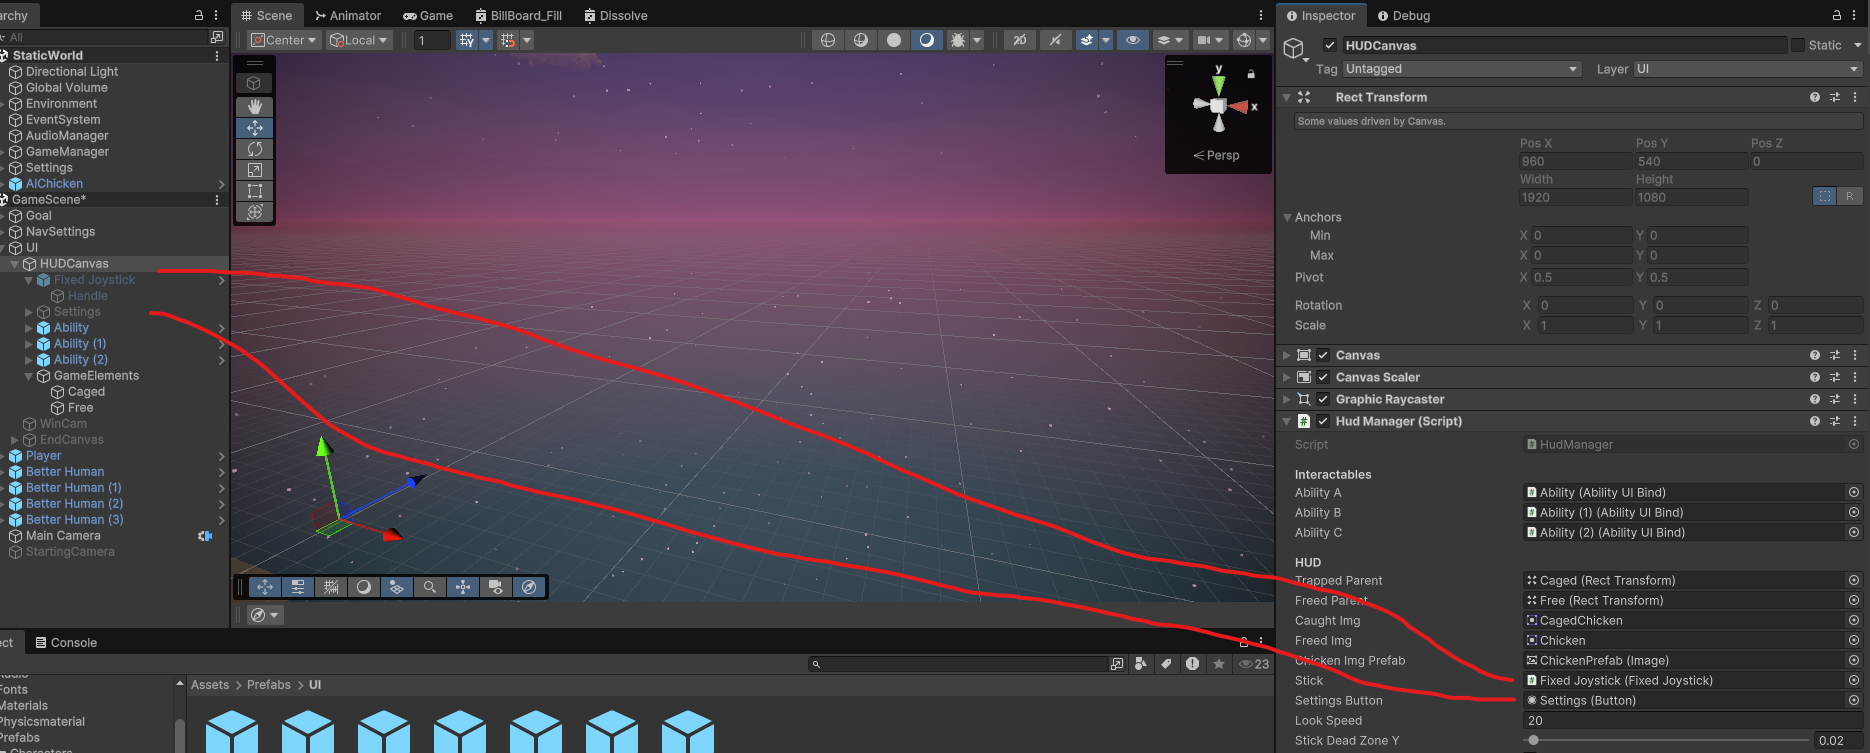 archy
All
StaticWorld
Directional Light
Global Volume
Environment
EventSystem
AudioManager
GameManager
Settings
AIChicken
GameScene*
Goal
NavSettings
UI
HUDCanvas
Fixed Joystick
Handle
Settings
Ability
Ability (1)
Ability (2)
GameElements
Caged
Free
WinCam
EndCanvas
Player
Better Human
Better Human (1)
Better Human (2)
Better Human (3)
Main Camera
StartingCamera
Scene Animator Game BillBoard_Fill Dissolve
Center Local 1 2D
y
x
Persp
ect Console
Fonts
Materials
Physicsmaterial
Prefabs
23
Assets > Prefabs > UI
Inspector Debug
HUDCanvas Static
Tag Untagged Layer UI
Rect Transform
Some values driven by Canvas.
Pos X Pos Y Pos Z
960 540 0
Width Height
1920 1080
R
Anchors
Min X 0 Y 0
Max X 0 Y 0
Pivot X 0.5 Y 0.5
Rotation X 0 Y 0 Z 0
Scale X 1 Y 1 Z 1
Canvas
Canvas Scaler
Graphic Raycaster
Hud Manager (Script)
Script HudManager
Interactables
Ability A Ability (Ability UI Bind)
Ability B Ability (1) (Ability UI Bind)
Ability C Ability (2) (Ability UI Bind)
HUD
Trapped Parent Caged (Rect Transform)
Freed Parent Free (Rect Transform)
Caught Img CagedChicken
Freed Img Chicken
Chicken Img Prefab ChickenPrefab (Image)
Stick Fixed Joystick (Fixed Joystick)
Settings Button Settings (Button)
Look Speed 20
Stick Dead Zone Y 0.02